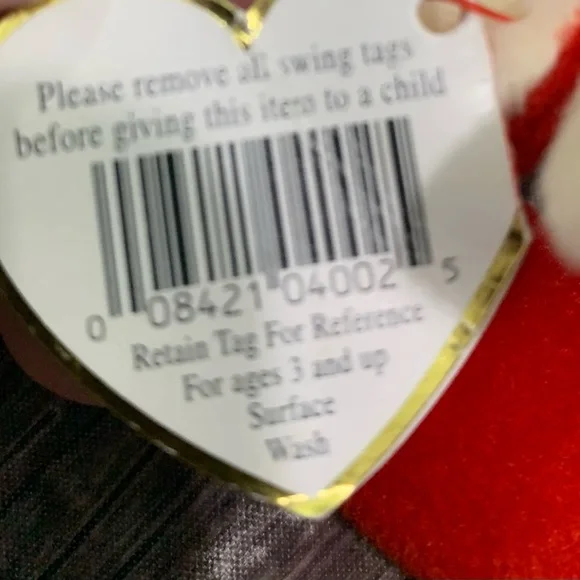 Please remove all swing tags
before giving this item to a child
0 08421 04002 5
Retain Tag For Reference
For ages 3 and up
Surface
Wash